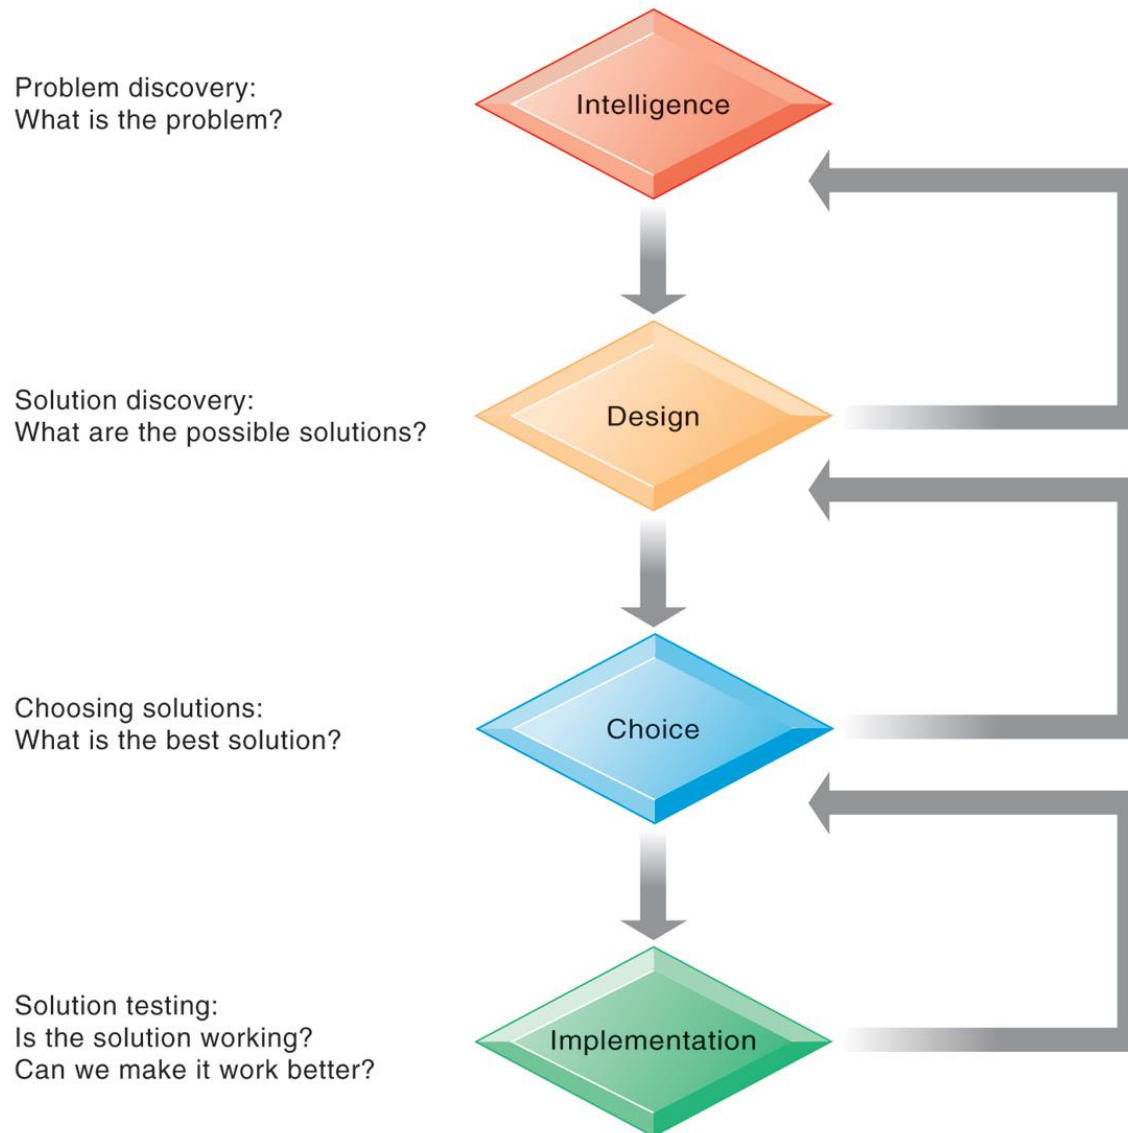 Problem discovery:
What is the problem?
Intelligence
Solution discovery:
What are the possible solutions?
Design
Choosing solutions:
What is the best solution?
Choice
Solution testing:
Is the solution working?
Can we make it work better?
Implementation